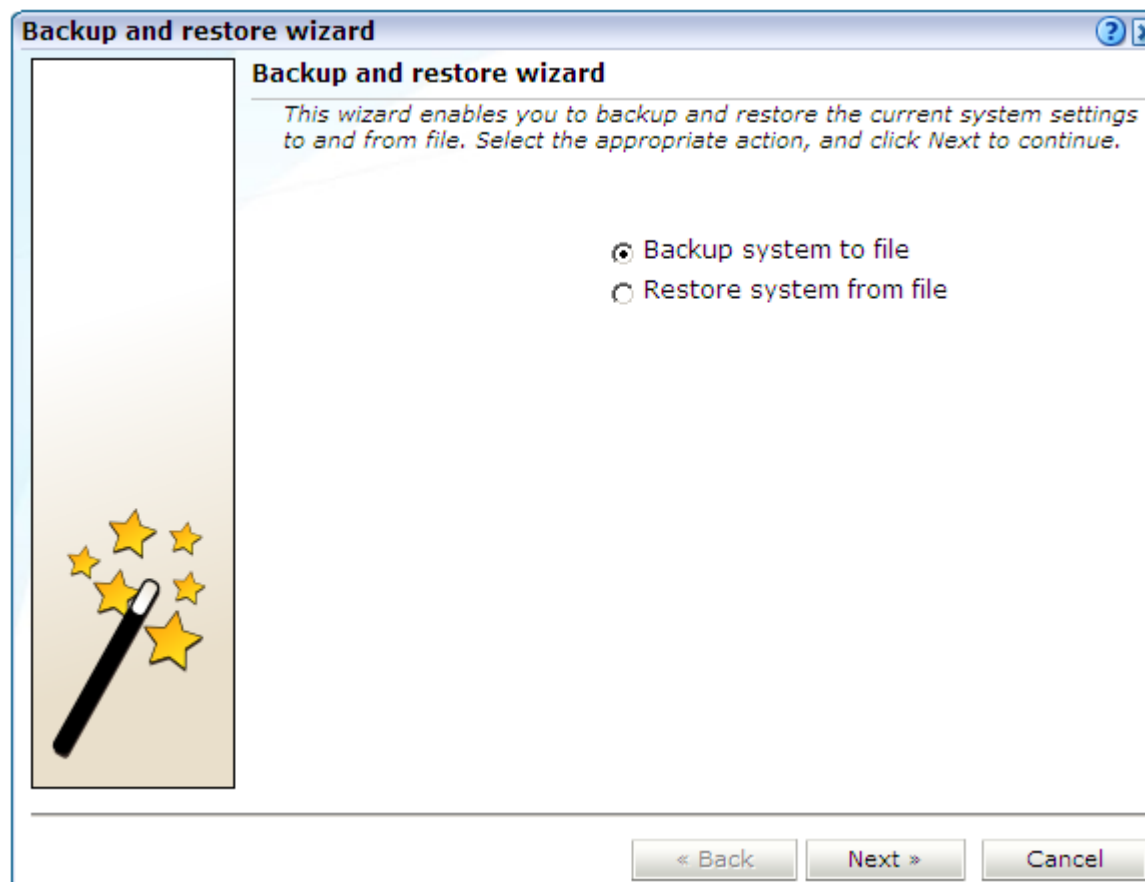 Backup and restore wizard
Backup and restore wizard
This wizard enables you to backup and restore the current system settings
to and from file. Select the appropriate action, and click Next to continue.
Backup system to file
Restore system from file
« Back
Next »
Cancel